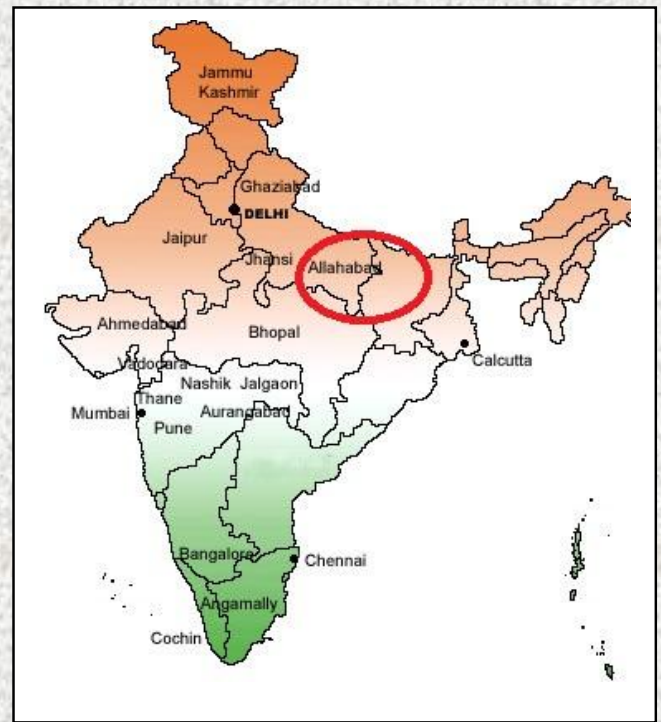 Jammu
Kashmir
Ghaziabad
DELHI
Jaipur
Jhansi
Allahabad
Ahmedabad
Bhopal
Calcutta
Vadodara
Nashik Jalgaon
Thane
Mumbai
Aurangabad
Pune
Bangalore
Chennai
Angamally
Cochin